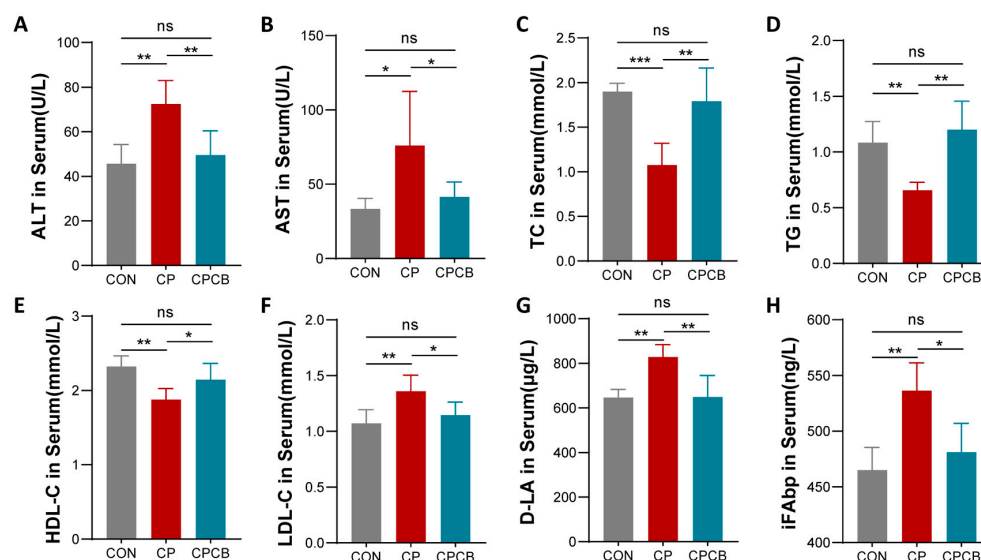 A
ns
**
**
ALT in Serum(U/L)
100
80
60
40
20
0
CON CP CPCB
B
ns
*
*
AST in Serum(U/L)
150
100
50
0
CON CP CPCB
C
ns
***
**
TC in Serum(mmol/L)
2.5
2.0
1.5
1.0
0.5
0.0
CON CP CPCB
D
ns
**
**
TG in Serum(mmol/L)
2.0
1.5
1.0
0.5
0.0
CON CP CPCB
E
ns
**
*
HDL-C in Serum(mmol/L)
3
2
1
0
CON CP CPCB
F
ns
**
*
LDL-C in Serum(mmol/L)
2.0
1.5
1.0
0.5
0.0
CON CP CPCB
G
ns
**
**
D-LA in Serum(μg/L)
1000
800
600
400
200
0
CON CP CPCB
H
ns
**
*
iFAbp in Serum(ng/L)
600
550
500
450
400
CON CP CPCB